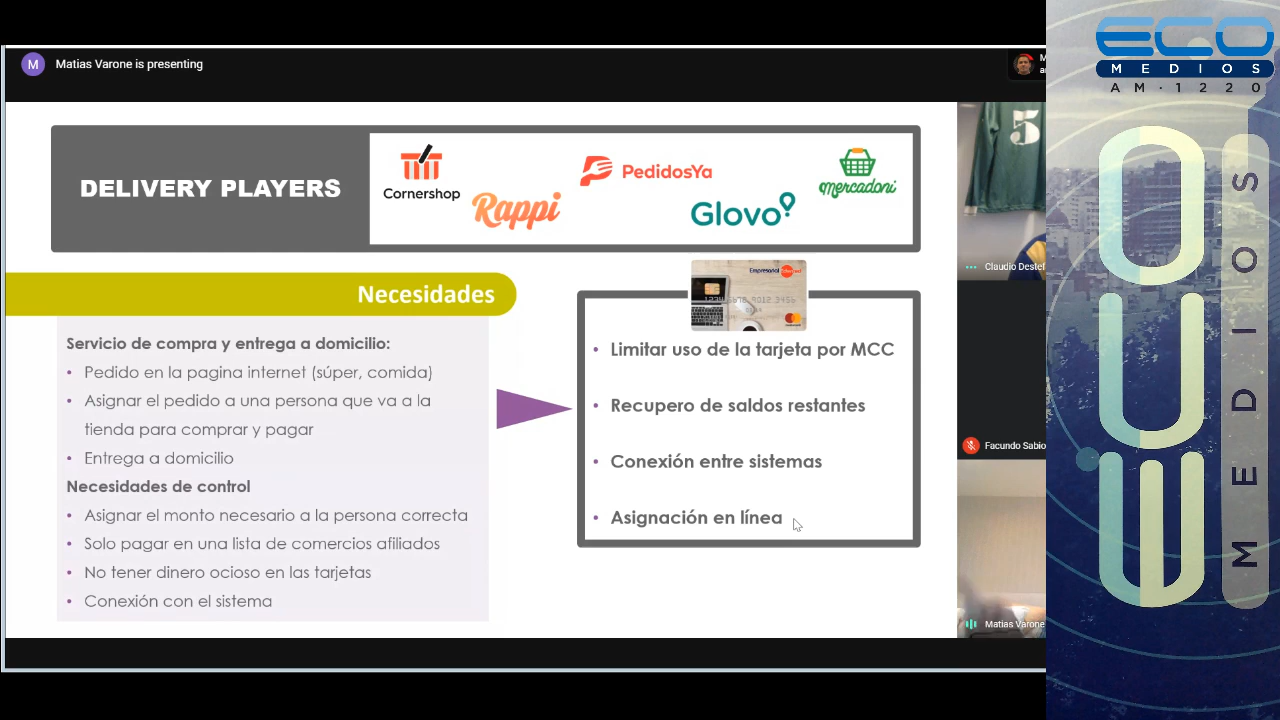 M Matias Varone is presenting
DELIVERY PLAYERS
Cornershop
Rappi
PedidosYa
Glovo
mercadoni
Necesidades
Servicio de compra y entrega a domicilio:
• Pedido en la pagina internet (súper, comida)
• Asignar el pedido a una persona que va a la
tienda para comprar y pagar
• Entrega a domicilio
Necesidades de control
• Asignar el monto necesario a la persona correcta
• Solo pagar en una lista de comercios afiliados
• No tener dinero ocioso en las tarjetas
• Conexión con el sistema
Empresarial
• Limitar uso de la tarjeta por MCC
• Recupero de saldos restantes
• Conexión entre sistemas
• Asignación en línea
5
Claudio Destef
Facundo Sabio
Matias Varone
ECO
MEDIOS
AM·1220
MEDIOS